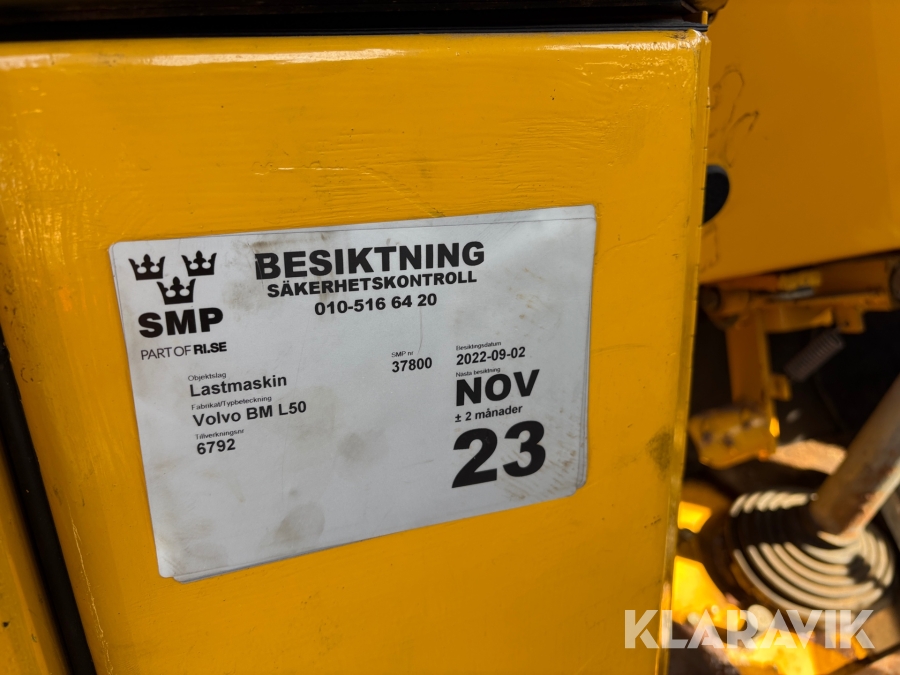 BESIKTNING
SÄKERHETSKONTROLL
010-516 64 20
SMP
PART OF RI.SE
Objektslag
Lastmaskin
Fabrikat/Typbeteckning
Volvo BM L50
Tillverkningsnr
6792
SMP nr
37800
Besiktningsdatum
2022-09-02
Nästa besiktning
NOV
± 2 månader
23
KLARAVIK